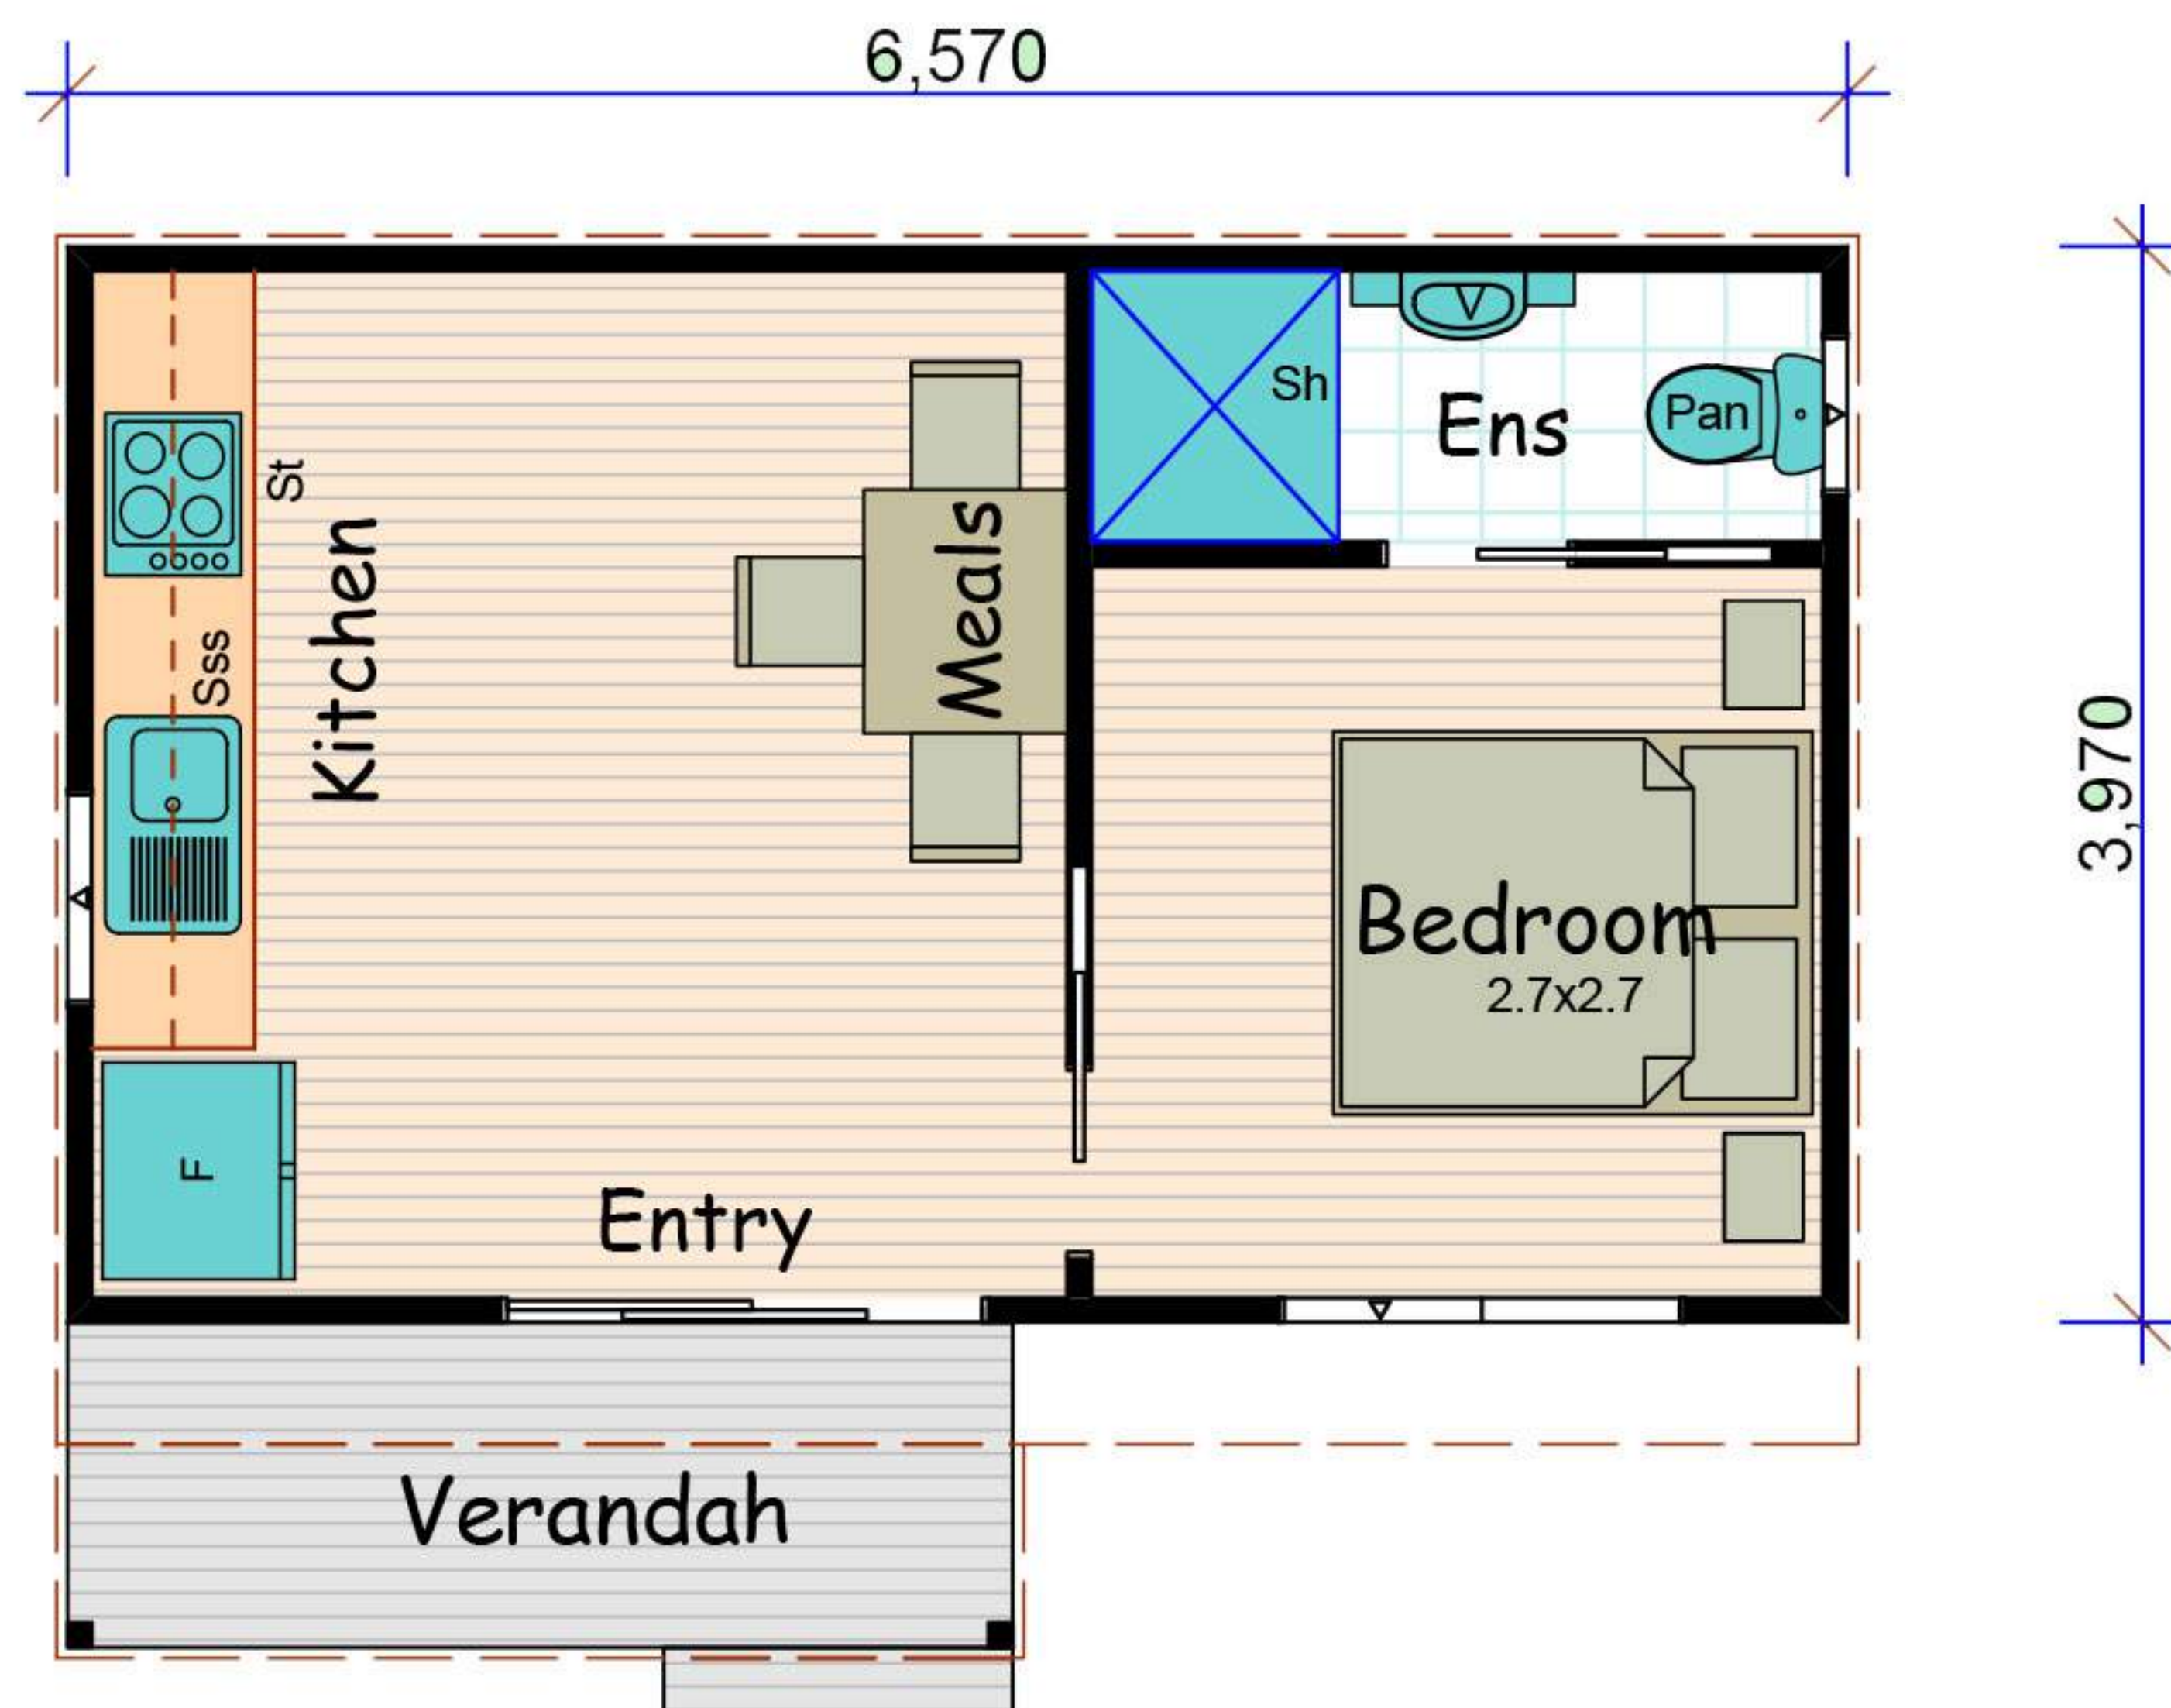 6,570
Sh
V
Ens
Pan
St
Kitchen
Sss
Meals
3,970
Bedroom
2.7x2.7
F
Entry
Verandah